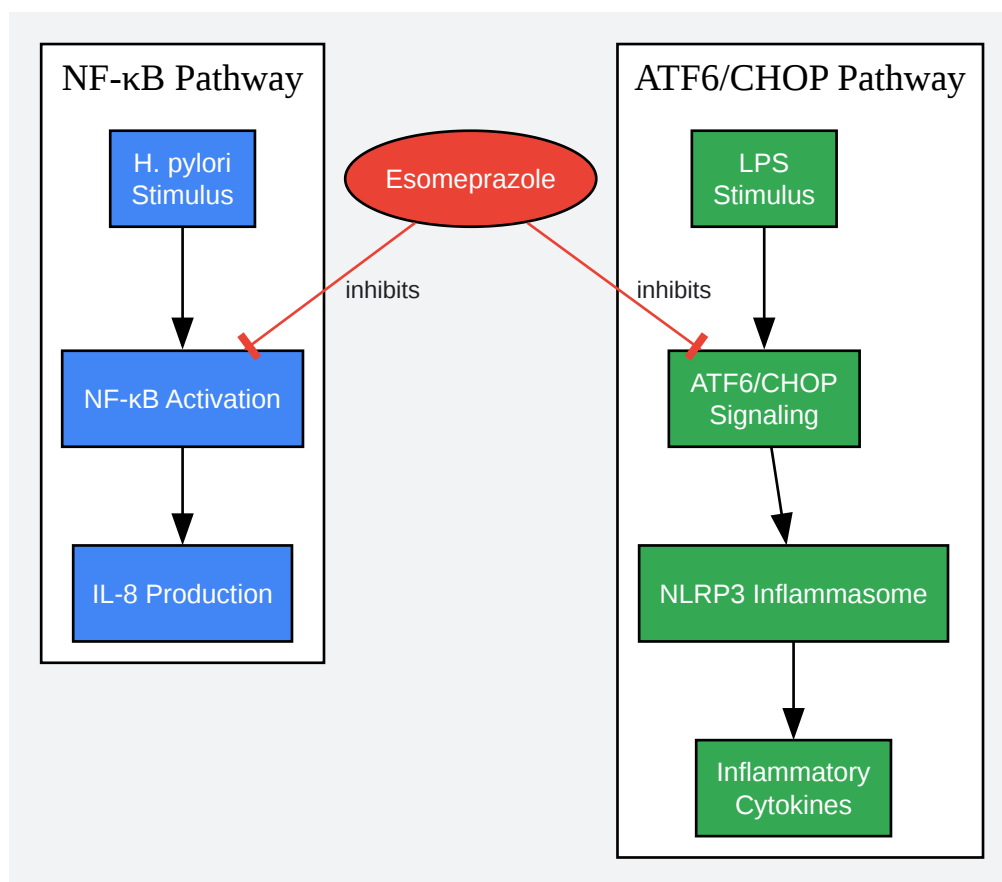 NF-κB Pathway
H. pylori
Stimulus
NF-κB Activation
IL-8 Production
Esomeprazole
inhibits
inhibits
ATF6/CHOP Pathway
LPS
Stimulus
ATF6/CHOP
Signaling
NLRP3 Inflammasome
Inflammatory
Cytokines